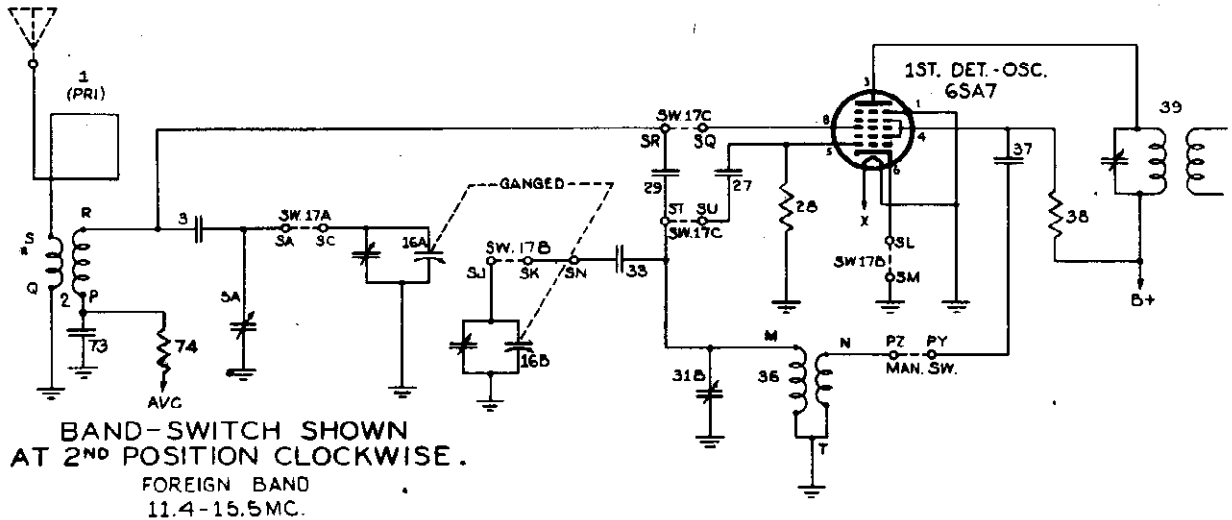 1
(PRI)
S
R
Q
2
P
73
74
AVC
3
5A
SW.17A
SA SC
16A
GANGED
SW.17B
SJ SK SN
16B
33
SW.17C
SR SQ
29
27
ST SU
SW.17C
28
1ST. DET.-OSC.
6SA7
3
1
8
4
5
6
X
SL
SW17B
SM
37
38
39
B+
31B
M
36
N
T
PZ PY
MAN. SW.
BAND-SWITCH SHOWN
AT 2ND POSITION CLOCKWISE.
FOREIGN BAND
11.4-15.5MC.